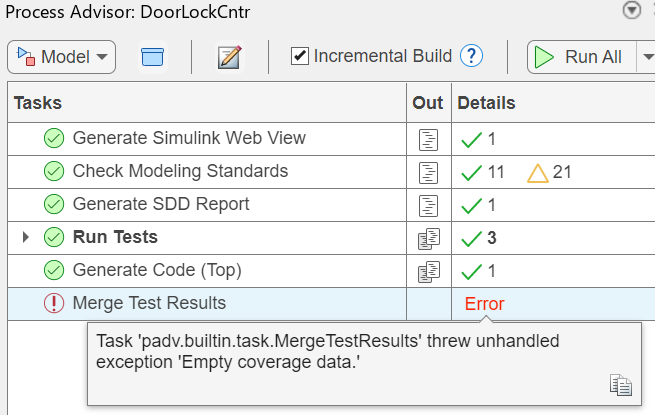 Process Advisor: DoorLockCntr
Model Incremental Build ? Run All
Tasks Out Details
Generate Simulink Web View 1
Check Modeling Standards 11 21
Generate SDD Report 1
Run Tests 3
Generate Code (Top) 1
Merge Test Results Error
Task 'padv.builtin.task.MergeTestResults' threw unhandled
exception 'Empty coverage data.'